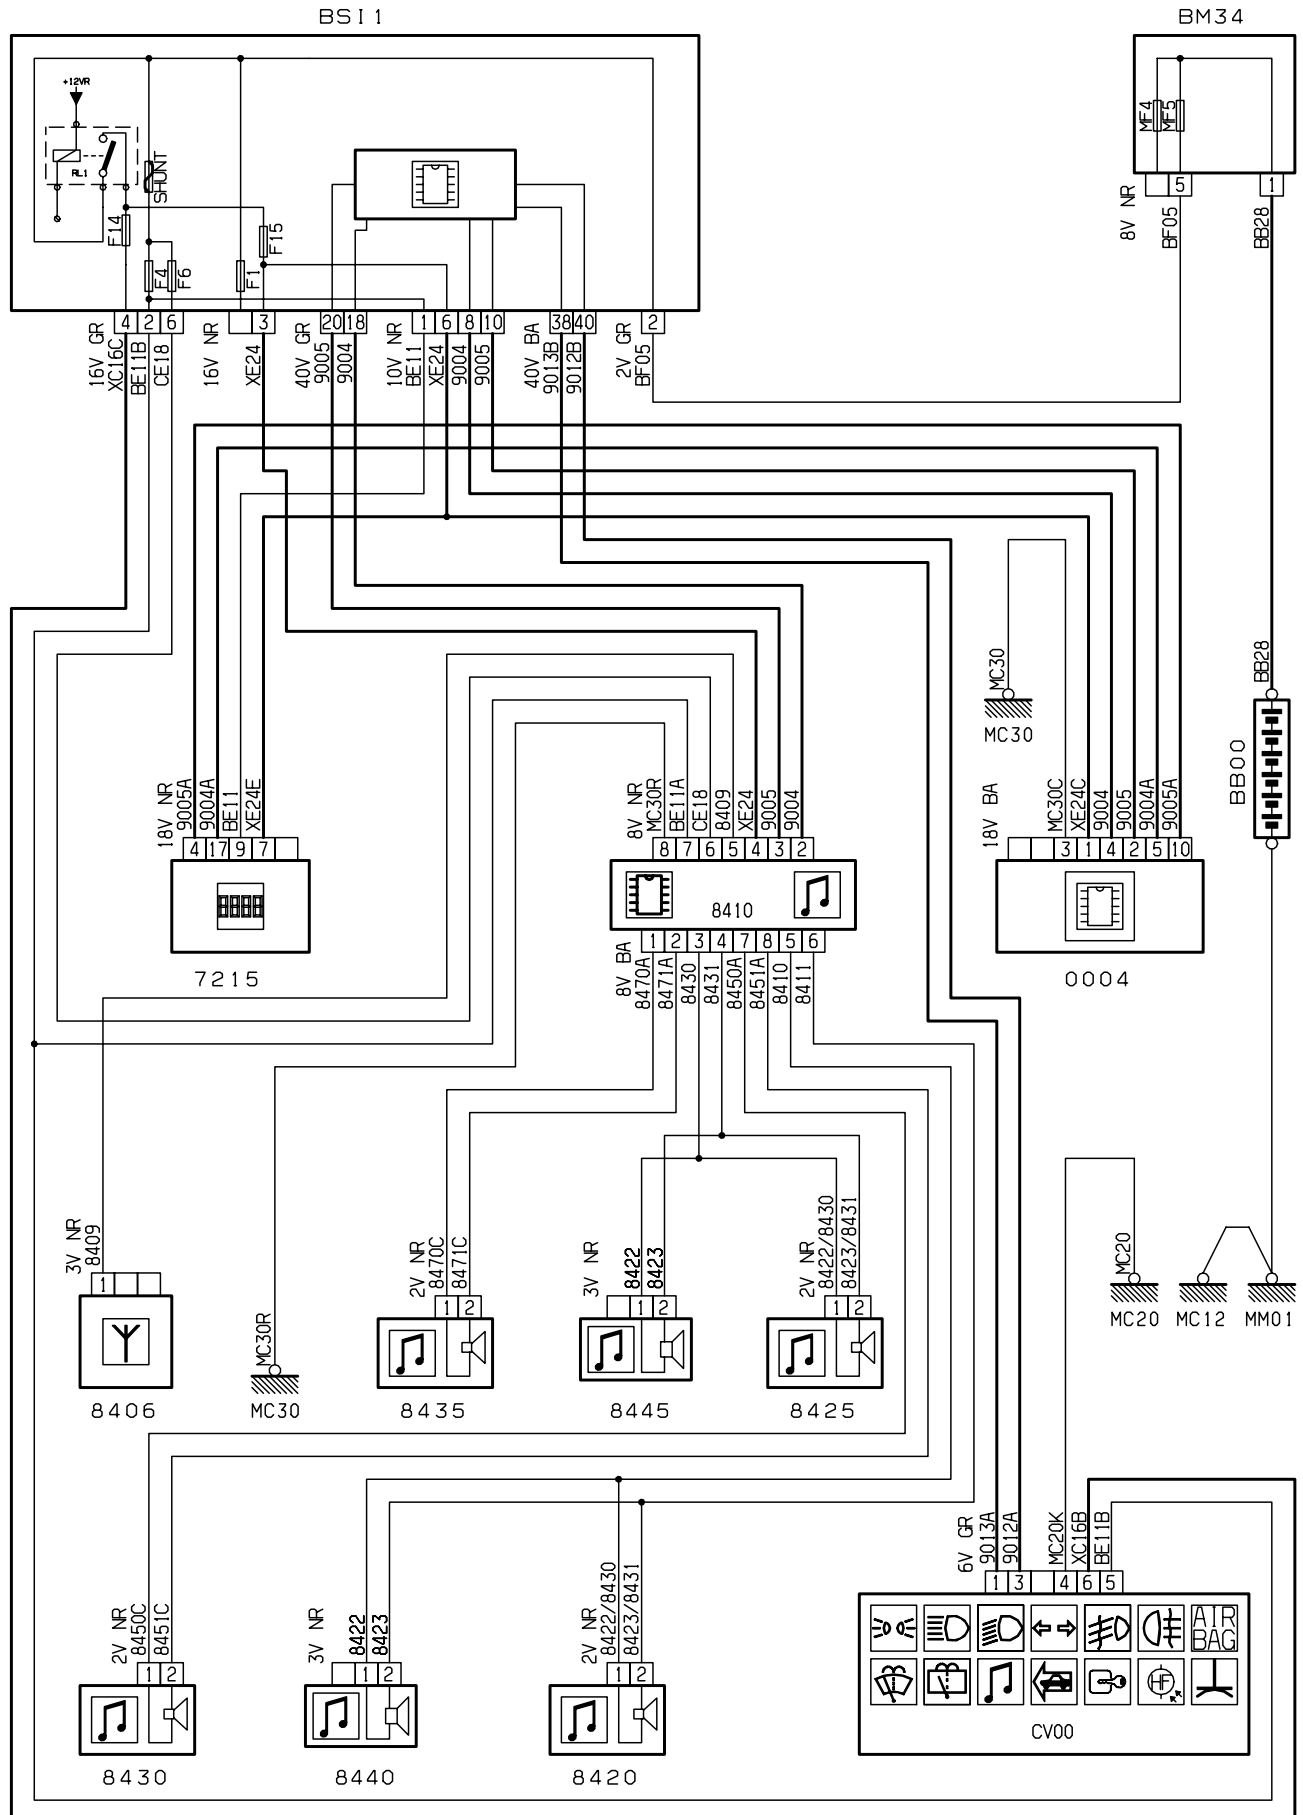 BSI1
BM34
+12VR
RL1
SHUNT
F14
F4
F6
F1
F15
MF4
MF5
4 2 6
3
20 18
1 6 8 10
38 40
2
5
1
16V GR
XC16C
BE11B
CE18
16V NR
XE24
40V GR
9005
9004
10V NR
BE11
XE24
9004
9005
40V BA
9013B
9012B
2V GR
BF05
8V NR
BF05
BB28
MC30
MC30
BB28
BB00
18V NR
9005A
9004A
BE11
XE24E
4 17 9 7
7215
8V NR
MC30R
BE11A
CE18
8409
XE24
9005
9004
8 7 6 5 4 3 2
8410
1 2 3 4 7 8 5 6
8V BA
8470A
8471A
8430
8431
8450A
8451A
8410
8411
18V BA
MC30C
XE24C
9004
9005
9004A
9005A
3 1 4 2 5 10
0004
3V NR
8409
1
8406
MC30R
MC30
2V NR
8470C
8471C
1 2
8435
3V NR
8422
8423
1 2
8445
2V NR
8422/8430
8423/8431
1 2
8425
MC20
MC20
MC12
MM01
2V NR
8450C
8451C
1 2
8430
3V NR
8422
8423
1 2
8440
2V NR
8422/8430
8423/8431
1 2
8420
6V GR
9013A
9012A
MC20K
XC16B
BE11B
1 3 4 6 5
AIR
BAG
HF
CV00